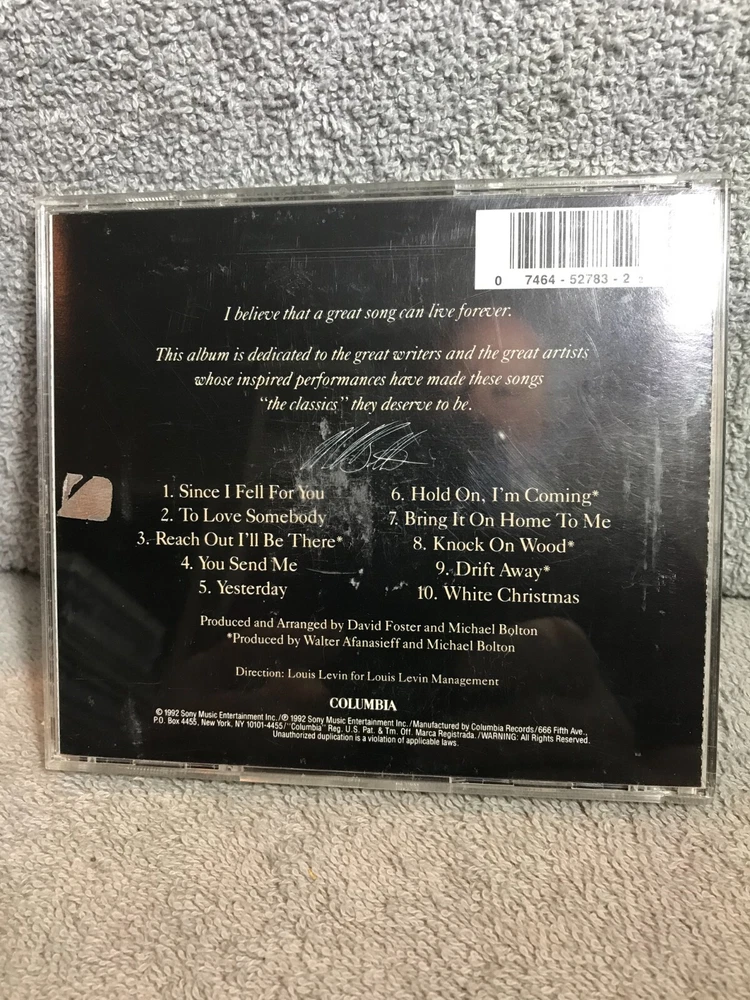 0 7464-52783-2
I believe that a great song can live forever.
This album is dedicated to the great writers and the great artists
whose inspired performances have made these songs
"the classics" they deserve to be.
1. Since I Fell For You
2. To Love Somebody
3. Reach Out I'll Be There*
4. You Send Me
5. Yesterday
6. Hold On, I'm Coming*
7. Bring It On Home To Me
8. Knock On Wood*
9. Drift Away*
10. White Christmas
Produced and Arranged by David Foster and Michael Bolton
*Produced by Walter Afanasieff and Michael Bolton
Direction: Louis Levin for Louis Levin Management
COLUMBIA
© 1992 Sony Music Entertainment Inc./℗ 1992 Sony Music Entertainment Inc./Manufactured by Columbia Records/666 Fifth Ave.,
P.O. Box 4455, New York, NY 10101-4455/"Columbia" Reg. U.S. Pat. & Tm. Off. Marca Registrada./WARNING: All Rights Reserved.
Unauthorized duplication is a violation of applicable laws.